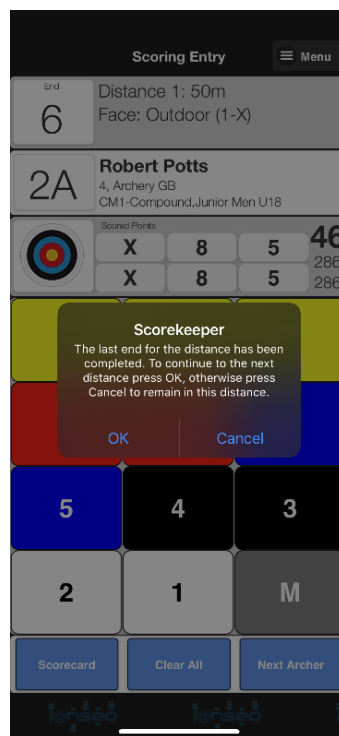 Scoring Entry
Menu
End
6
Distance 1: 50m
Face: Outdoor (1-X)
2A
Robert Potts
4, Archery GB
CM1-Compound,Junior Men U18
Scored Points
X 8 5 46
286
X 8 5 286
Scorekeeper
The last end for the distance has been
completed. To continue to the next
distance press OK, otherwise press
Cancel to remain in this distance.
OK Cancel
5 4 3
2 1 M
Scorecard Clear All Next Archer
ianseo ianseo